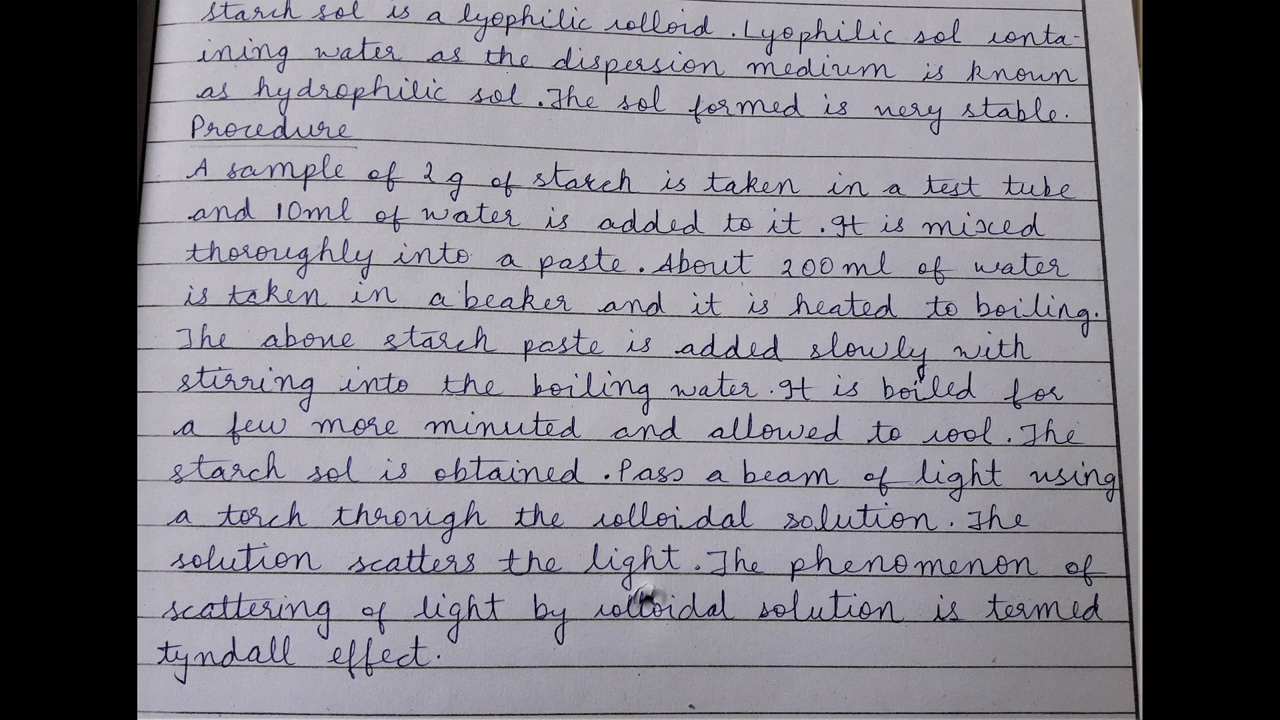 starch sol is a lyophilic colloid. Lyophilic sol conta-
ining water as the dispersion medium is known
as hydrophilic sol. The sol formed is very stable.
Procedure
A sample of 2g of starch is taken in a test tube
and 10ml of water is added to it. It is mixed
thoroughly into a paste. About 200ml of water
is taken in a beaker and it is heated to boiling.
The above starch paste is added slowly with
stirring into the boiling water. It is boiled for
a few more minuted and allowed to cool. The
starch sol is obtained. Pass a beam of light using
a torch through the colloidal solution. The
solution scatters the light. The phenomenon of
scattering of light by colloidal solution is termed
tyndall effect.